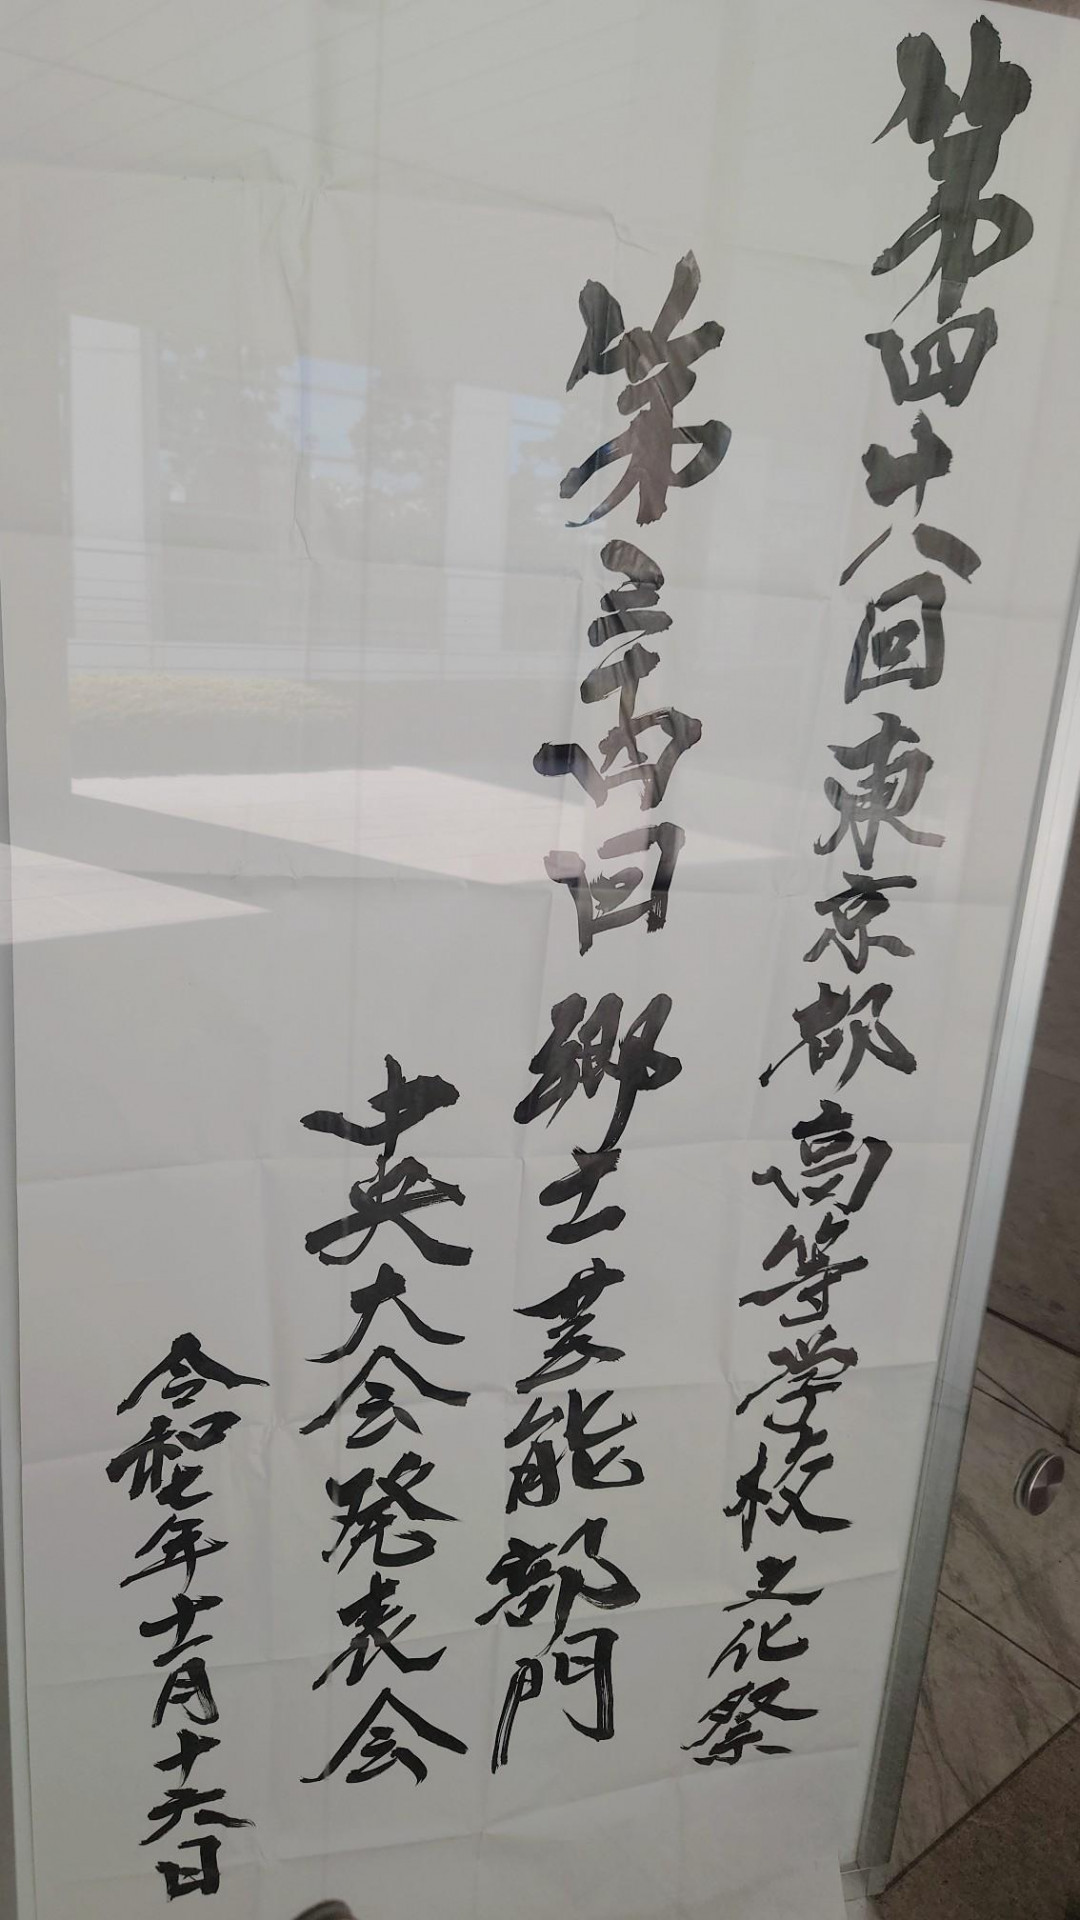 第四十八回東京都高等学校文化祭
第三十四回郷土芸能部門
中央大会発表会
令和七年十一月十六日